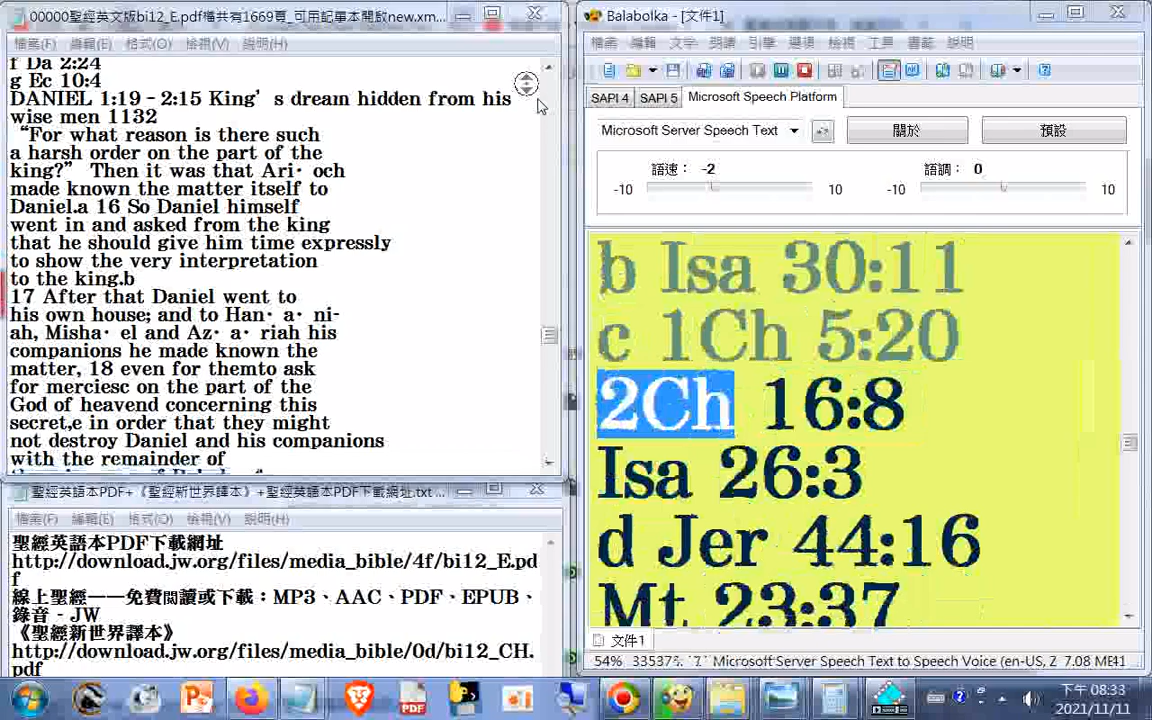 00000聖經英文版bi12_E.pdf檔共有1669頁_可用記事本開啟new.xm...
檔案(F) 編輯(E) 格式(O) 檢視(V) 說明(H)
f Da 2:24
g Ec 10:4
DANIEL 1:19–2:15 King's dream hidden from his
wise men 1132
“For what reason is there such
a harsh order on the part of the
king?” Then it was that Ari· och
made known the matter itself to
Daniel.a 16 So Daniel himself
went in and asked from the king
that he should give him time expressly
to show the very interpretation
to the king.b
17 After that Daniel went to
his own house; and to Han· a· ni-
ah, Misha· el and Az· a· riah his
companions he made known the
matter, 18 even for themto ask
for merciesc on the part of the
God of heavend concerning this
secret,e in order that they might
not destroy Daniel and his companions
with the remainder of
聖經英語本PDF+《聖經新世界譯本》+聖經英語本PDF下載網址.txt ...
檔案(F) 編輯(E) 格式(O) 檢視(V) 說明(H)
聖經英語本PDF下載網址
http://download.jw.org/files/media_bible/4f/bi12_E.pd
f
線上聖經——免費閱讀或下載：MP3、AAC、PDF、EPUB、
錄音 - JW
《聖經新世界譯本》
http://download.jw.org/files/media_bible/0d/bi12_CH.
pdf
Balabolka - [文件1]
檔案 編輯 文字 朗讀 引擎 選項 檢視 工具 書籤 說明
SAPI 4 SAPI 5 Microsoft Speech Platform
Microsoft Server Speech Text 關於 預設
語速： -2 語調： 0
-10 10 -10 10
b Isa 30:11
c 1Ch 5:20
2Ch 16:8
Isa 26:3
d Jer 44:16
Mt 23:37
文件1
54% Microsoft Server Speech Text to Speech Voice (en-US, Z 7.08 MB
下午 08:33
2021/11/11